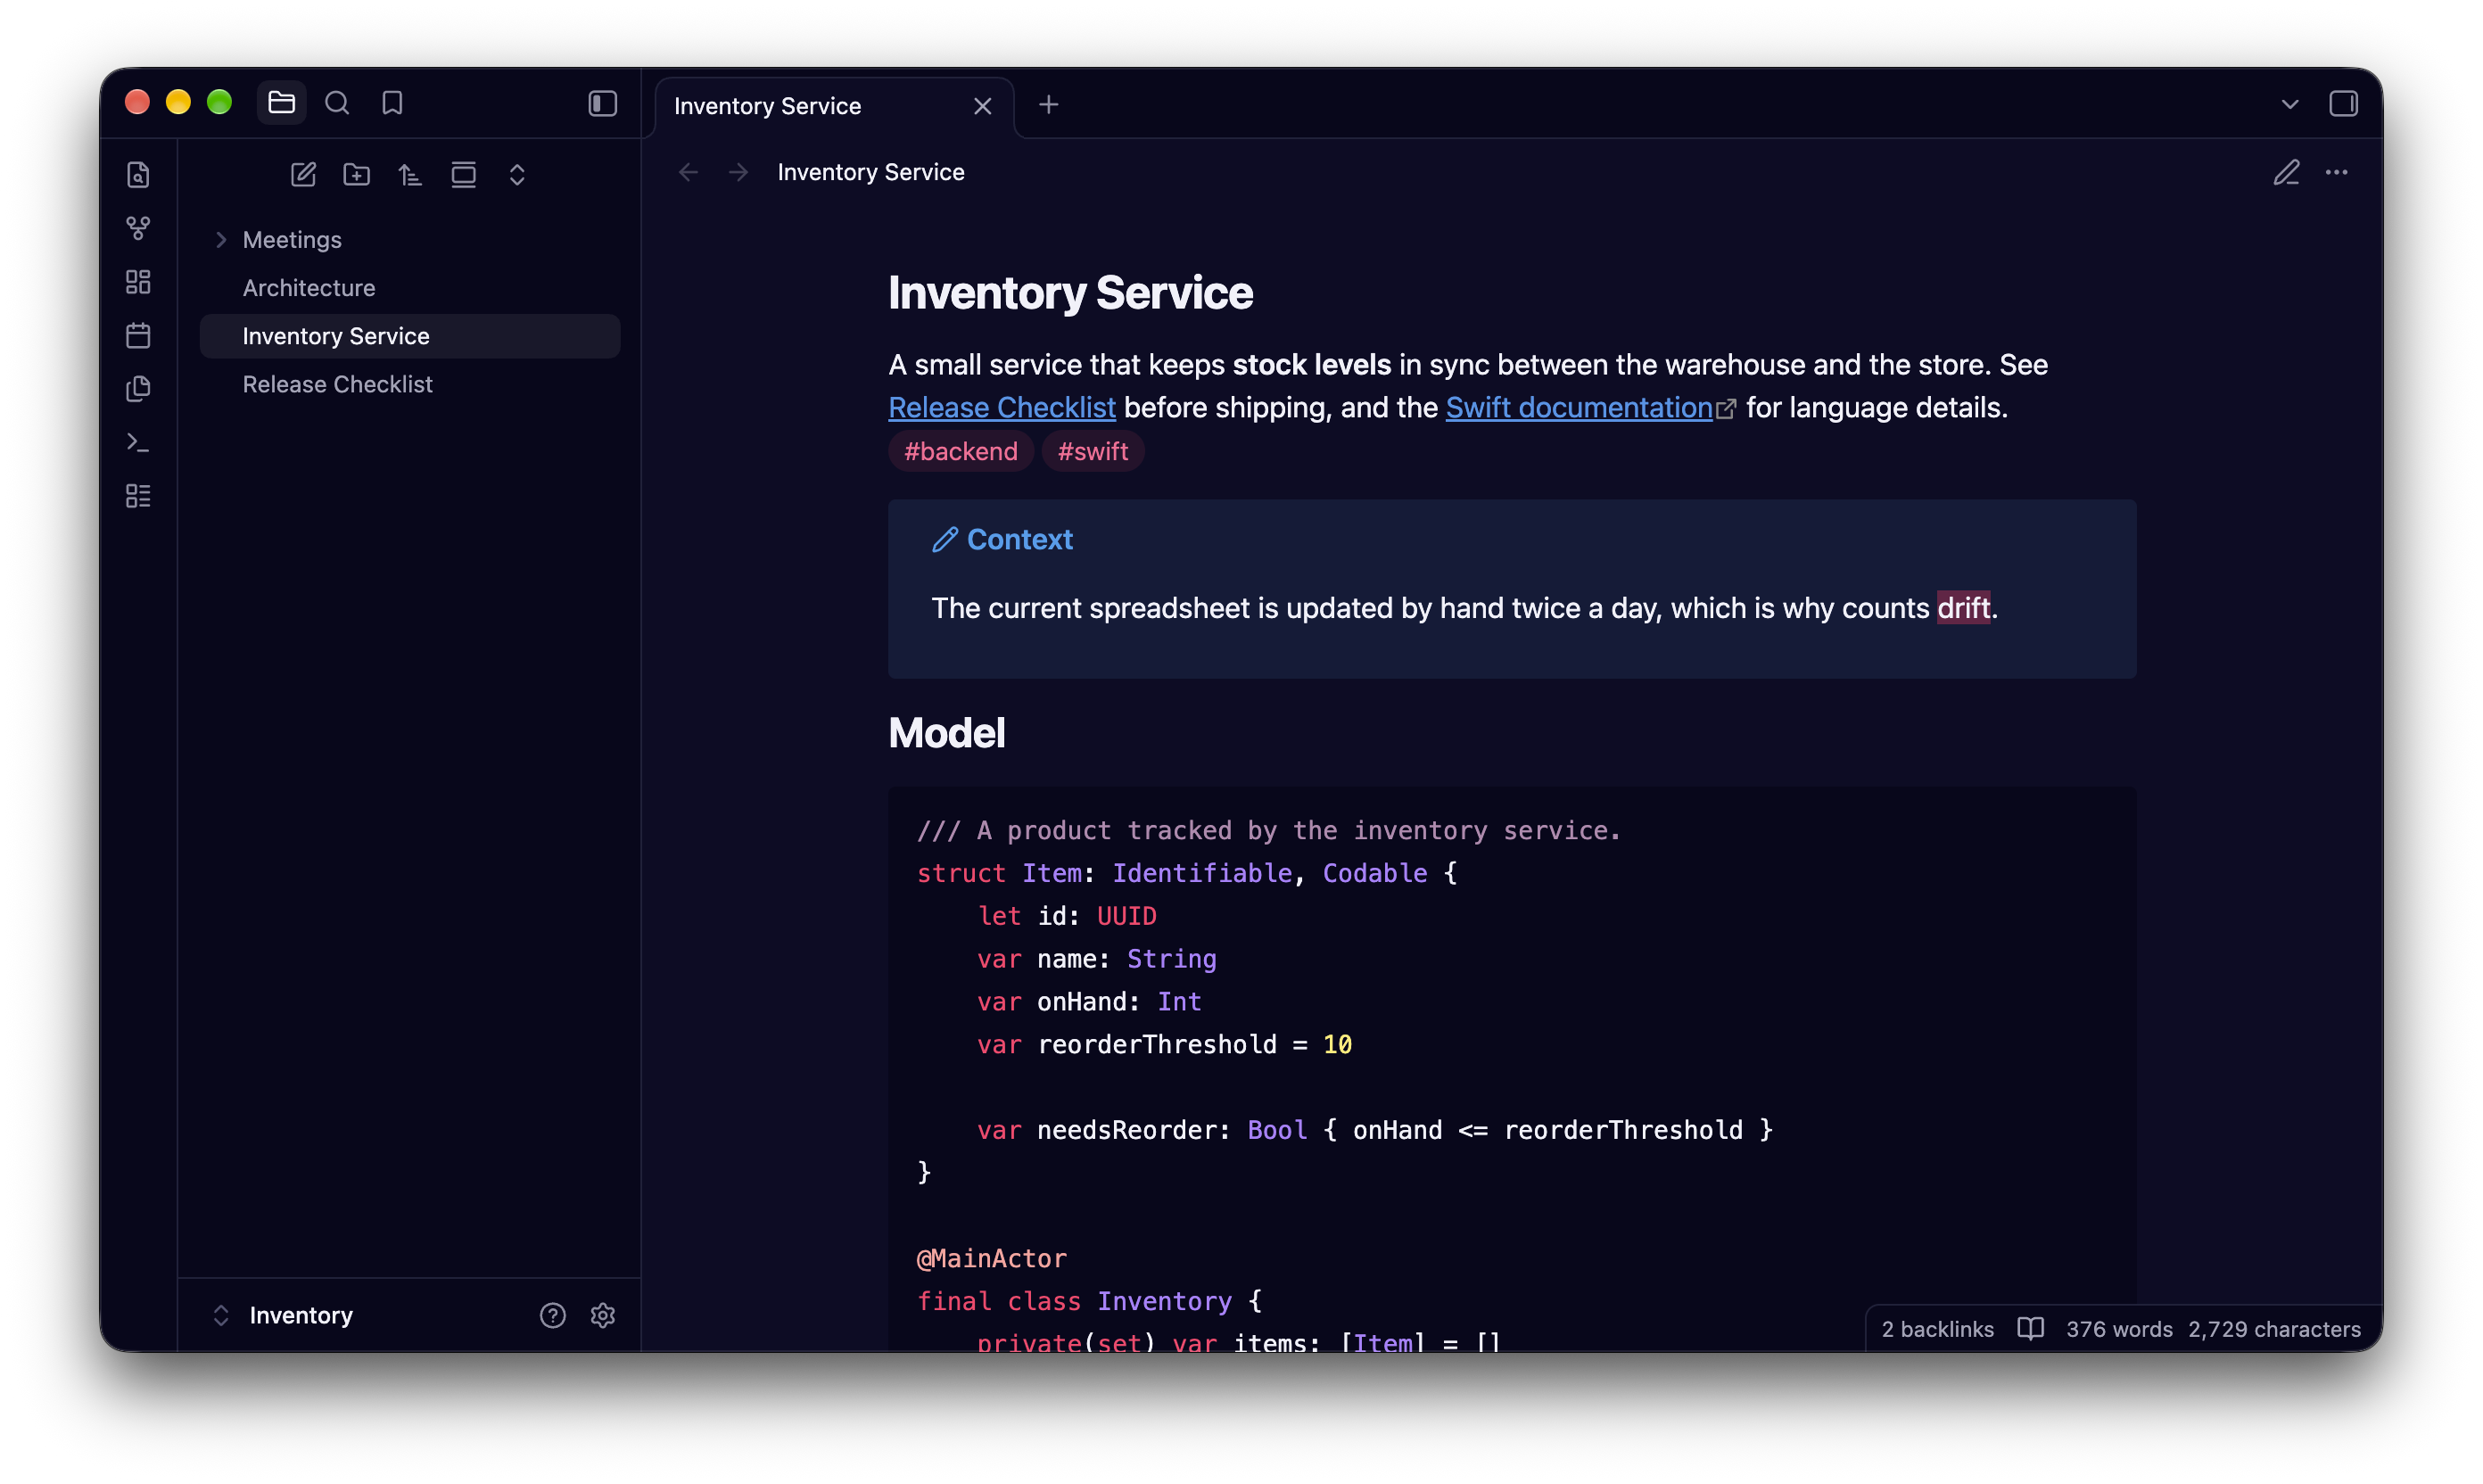 Inventory Service
Inventory Service
Meetings
Architecture
Inventory Service
Release Checklist
Inventory
Inventory Service
A small service that keeps stock levels in sync between the warehouse and the store. See
Release Checklist before shipping, and the Swift documentation for language details.
#backend #swift
Context
The current spreadsheet is updated by hand twice a day, which is why counts drift.
Model
/// A product tracked by the inventory service.
struct Item: Identifiable, Codable {
    let id: UUID
    var name: String
    var onHand: Int
    var reorderThreshold = 10
    var needsReorder: Bool { onHand <= reorderThreshold }
}
@MainActor
final class Inventory {
    private(set) var items: [Item] = []
2 backlinks 376 words 2,729 characters